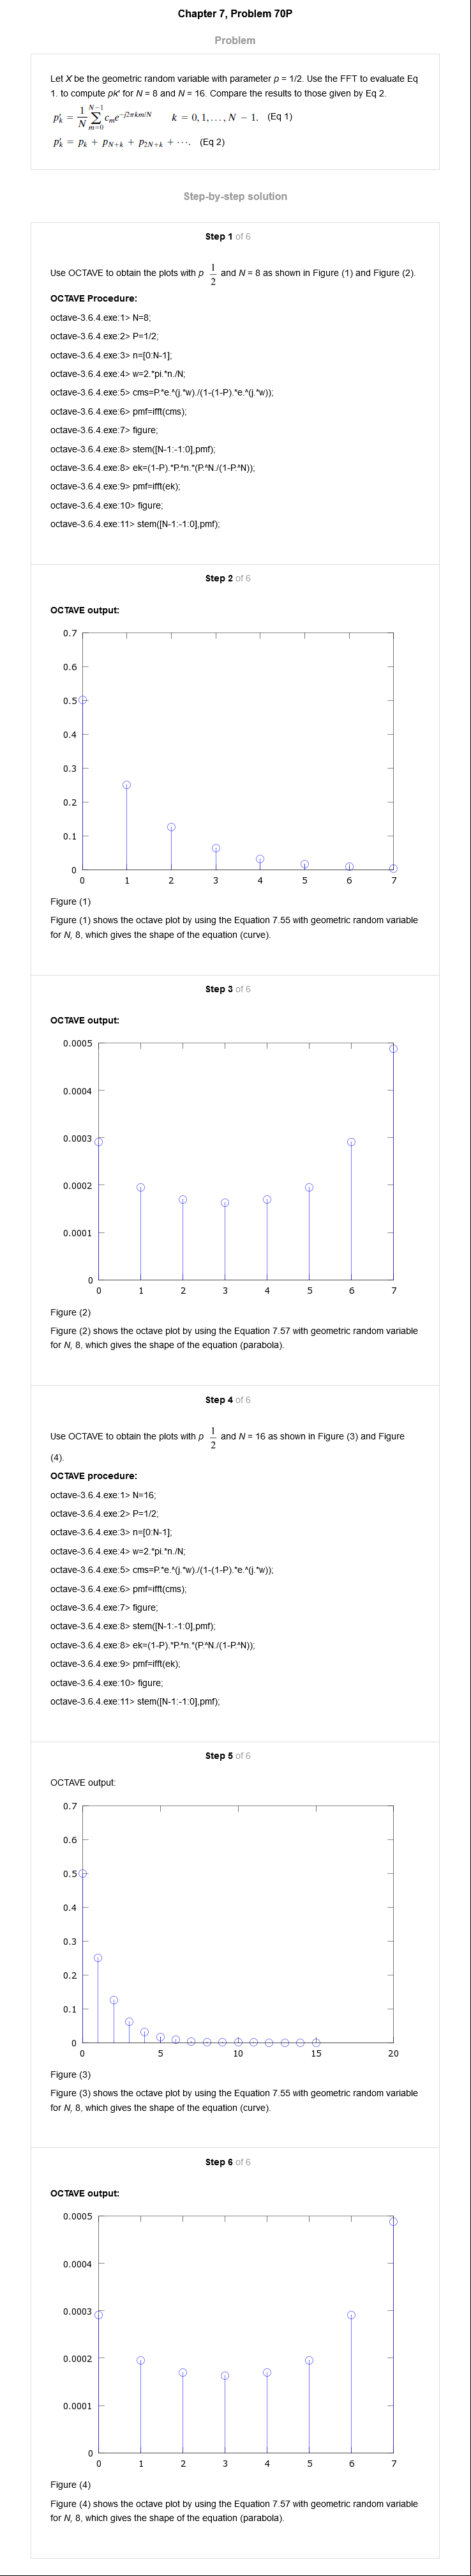 Chapter 7, Problem 70P
Problem
Let X be the geometric random variable with parameter p = 1/2. Use the FFT to evaluate Eq
1. to compute pk′ for N = 8 and N = 16. Compare the results to those given by Eq 2.
p′k = 1/N ∑_{m=0}^{N−1} c_m e^{−j2πkm/N} k = 0, 1, . . . , N − 1. (Eq 1)
p′k = pk + pN+k + p2N+k + · · · . (Eq 2)
Step-by-step solution
Step 1 of 6
Use OCTAVE to obtain the plots with p 1/2 and N = 8 as shown in Figure (1) and Figure (2).
OCTAVE Procedure:
octave-3.6.4.exe:1> N=8;
octave-3.6.4.exe:2> P=1/2;
octave-3.6.4.exe:3> n=[0:N-1];
octave-3.6.4.exe:4> w=2.*pi.*n./N;
octave-3.6.4.exe:5> cms=P.*e.^(j.*w)./(1-(1-P).*e.^(j.*w));
octave-3.6.4.exe:6> pmf=ifft(cms);
octave-3.6.4.exe:7> figure;
octave-3.6.4.exe:8> stem([N-1:-1:0],pmf);
octave-3.6.4.exe:8> ek=(1-P).*P.^n.*(P.^N./(1-P.^N));
octave-3.6.4.exe:9> pmf=ifft(ek);
octave-3.6.4.exe:10> figure;
octave-3.6.4.exe:11> stem([N-1:-1:0],pmf);
Step 2 of 6
OCTAVE output:
0.7
0.6
0.5
0.4
0.3
0.2
0.1
0
0 1 2 3 4 5 6 7
Figure (1)
Figure (1) shows the octave plot by using the Equation 7.55 with geometric random variable
for N, 8, which gives the shape of the equation (curve).
Step 3 of 6
OCTAVE output:
0.0005
0.0004
0.0003
0.0002
0.0001
0
0 1 2 3 4 5 6 7
Figure (2)
Figure (2) shows the octave plot by using the Equation 7.57 with geometric random variable
for N, 8, which gives the shape of the equation (parabola).
Step 4 of 6
Use OCTAVE to obtain the plots with p 1/2 and N = 16 as shown in Figure (3) and Figure
(4).
OCTAVE procedure:
octave-3.6.4.exe:1> N=16;
octave-3.6.4.exe:2> P=1/2;
octave-3.6.4.exe:3> n=[0:N-1];
octave-3.6.4.exe:4> w=2.*pi.*n./N;
octave-3.6.4.exe:5> cms=P.*e.^(j.*w)./(1-(1-P).*e.^(j.*w));
octave-3.6.4.exe:6> pmf=ifft(cms);
octave-3.6.4.exe:7> figure;
octave-3.6.4.exe:8> stem([N-1:-1:0],pmf);
octave-3.6.4.exe:8> ek=(1-P).*P.^n.*(P.^N./(1-P.^N));
octave-3.6.4.exe:9> pmf=ifft(ek);
octave-3.6.4.exe:10> figure;
octave-3.6.4.exe:11> stem([N-1:-1:0],pmf);
Step 5 of 6
OCTAVE output:
0.7
0.6
0.5
0.4
0.3
0.2
0.1
0
0 5 10 15 20
Figure (3)
Figure (3) shows the octave plot by using the Equation 7.55 with geometric random variable
for N, 8, which gives the shape of the equation (curve).
Step 6 of 6
OCTAVE output:
0.0005
0.0004
0.0003
0.0002
0.0001
0
0 1 2 3 4 5 6 7
Figure (4)
Figure (4) shows the octave plot by using the Equation 7.57 with geometric random variable
for N, 8, which gives the shape of the equation (parabola).